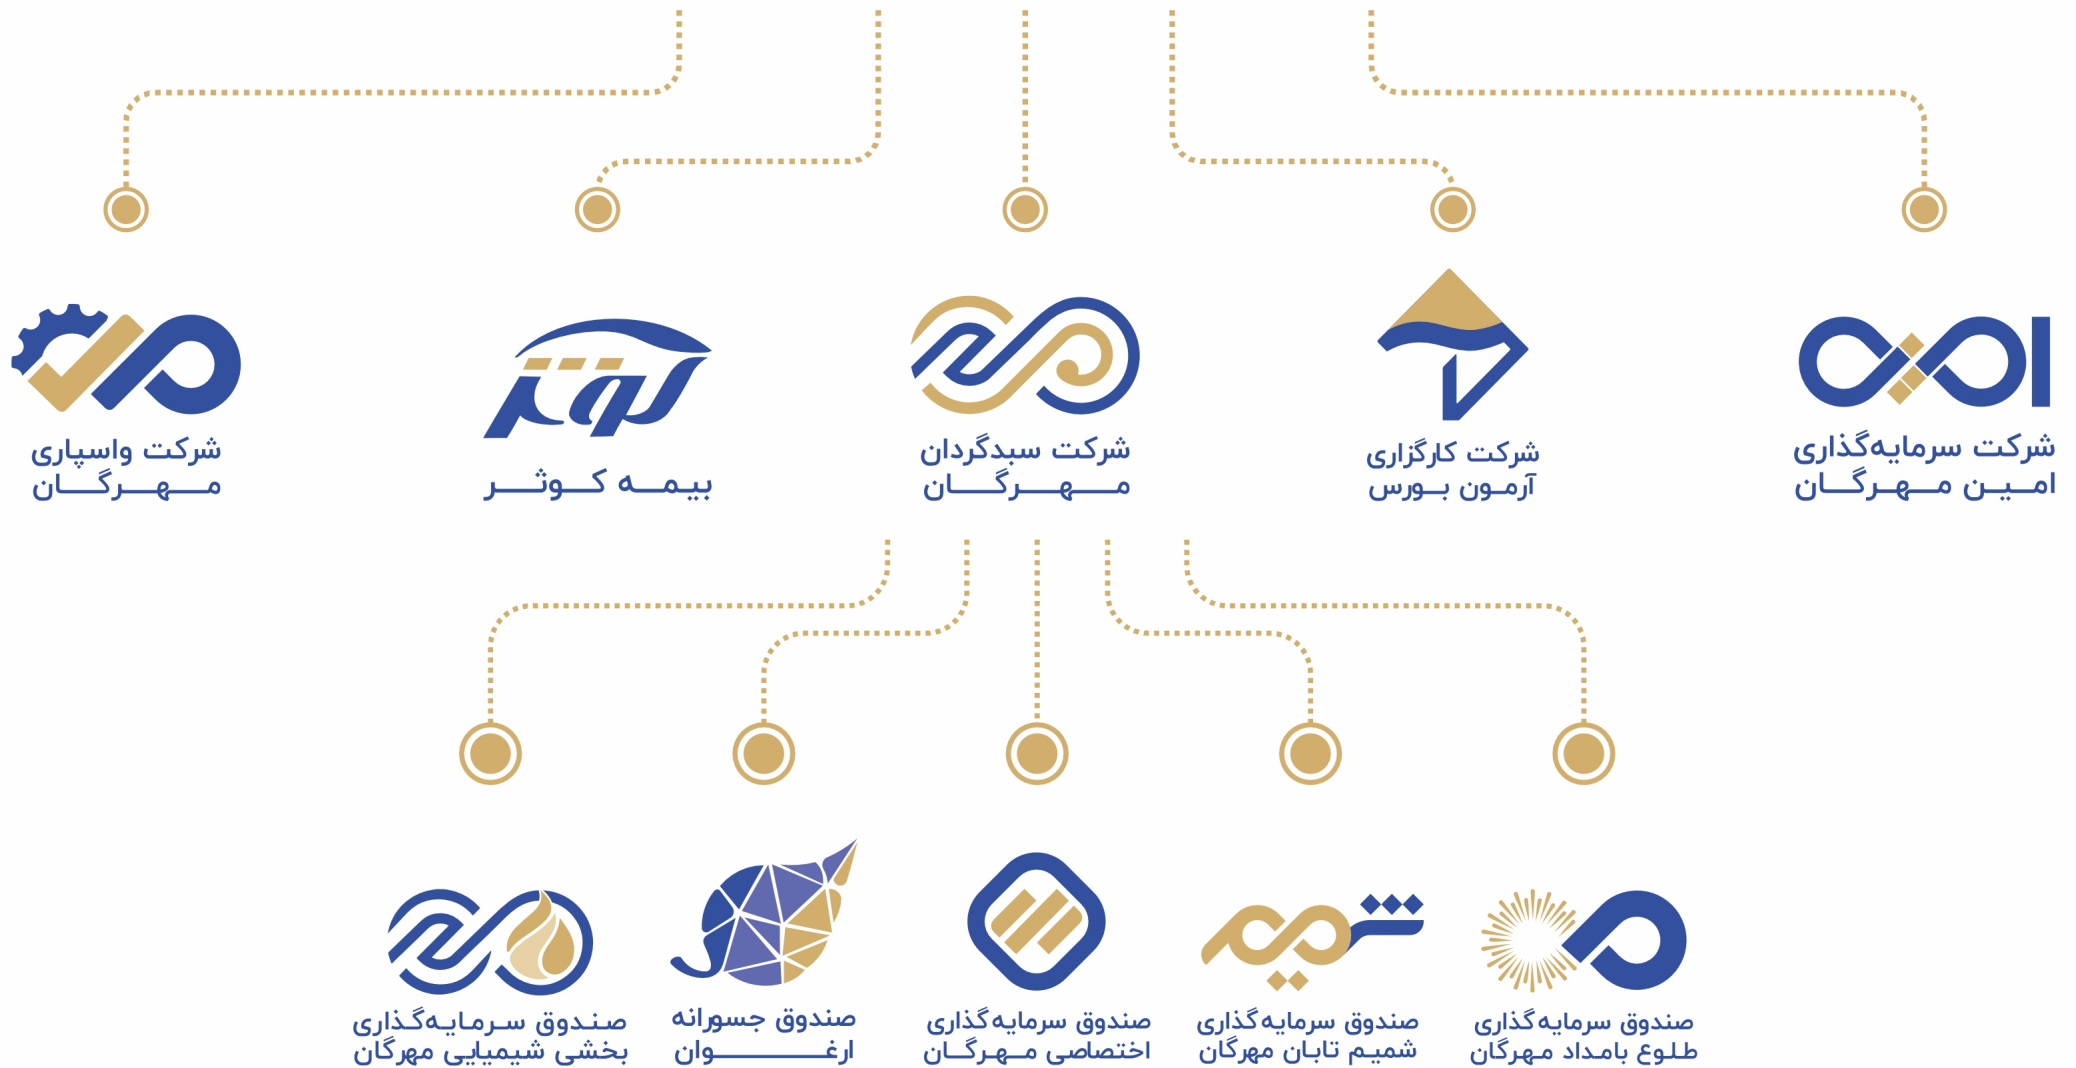 شرکت سرمایه‌گذاری
امین مهرگان
شرکت کارگزاری
آرمون بورس
شرکت سبدگردان
مهرگان
کوثر
بیمه کوثر
شرکت واسپاری
مهرگان
صندوق سرمایه‌گذاری
طلوع بامداد مهرگان
صندوق سرمایه‌گذاری
شمیم تابان مهرگان
صندوق سرمایه‌گذاری
اختصاصی مهرگان
صندوق جسورانه
ارغوان
صندوق سرمایه‌گذاری
بخشی شیمیایی مهرگان